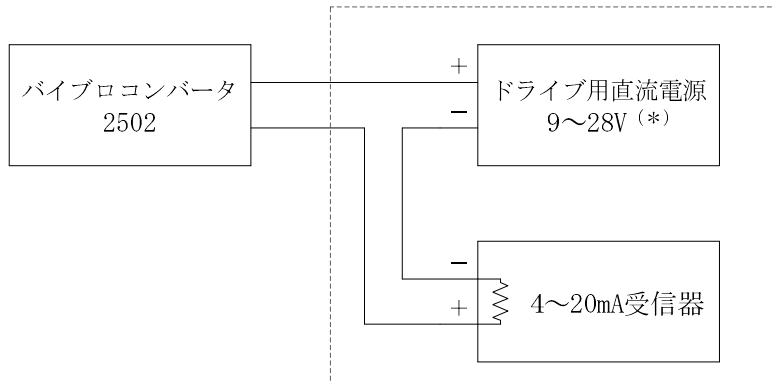 バイブロコンバータ
2502
+
−
ドライブ用直流電源
9～28V(*)
−
+
4～20mA受信器